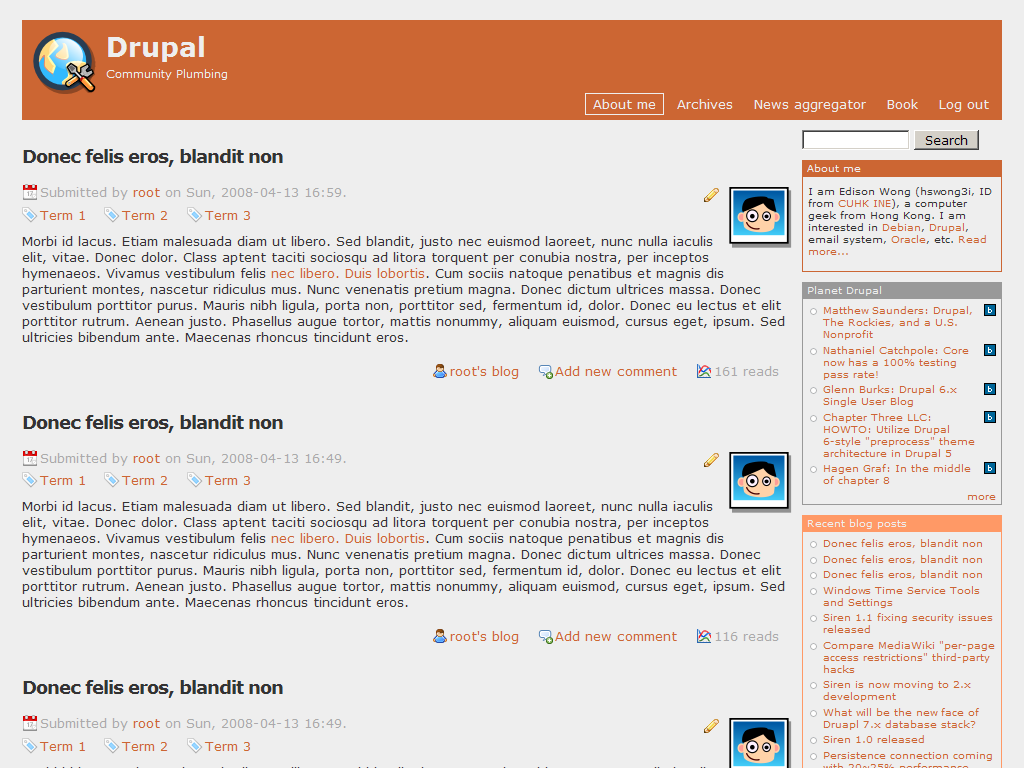 Drupal
Community Plumbing
About me
Archives
News aggregator
Book
Log out
Donec felis eros, blandit non
Submitted by root on Sun, 2008-04-13 16:59.
Term 1
Term 2
Term 3
Morbi id lacus. Etiam malesuada diam ut libero. Sed blandit, justo nec euismod laoreet, nunc nulla iaculis
elit, vitae. Donec dolor. Class aptent taciti sociosqu ad litora torquent per conubia nostra, per inceptos
hymenaeos. Vivamus vestibulum felis nec libero. Duis lobortis. Cum sociis natoque penatibus et magnis dis
parturient montes, nascetur ridiculus mus. Nunc venenatis pretium magna. Donec dictum ultrices massa. Donec
vestibulum porttitor purus. Mauris nibh ligula, porta non, porttitor sed, fermentum id, dolor. Donec eu lectus et elit
porttitor rutrum. Aenean justo. Phasellus augue tortor, mattis nonummy, aliquam euismod, cursus eget, ipsum. Sed
ultricies bibendum ante. Maecenas rhoncus tincidunt eros.
root's blog
Add new comment
161 reads
Donec felis eros, blandit non
Submitted by root on Sun, 2008-04-13 16:49.
Term 1
Term 2
Term 3
Morbi id lacus. Etiam malesuada diam ut libero. Sed blandit, justo nec euismod laoreet, nunc nulla iaculis
elit, vitae. Donec dolor. Class aptent taciti sociosqu ad litora torquent per conubia nostra, per inceptos
hymenaeos. Vivamus vestibulum felis nec libero. Duis lobortis. Cum sociis natoque penatibus et magnis dis
parturient montes, nascetur ridiculus mus. Nunc venenatis pretium magna. Donec dictum ultrices massa. Donec
vestibulum porttitor purus. Mauris nibh ligula, porta non, porttitor sed, fermentum id, dolor. Donec eu lectus et elit
porttitor rutrum. Aenean justo. Phasellus augue tortor, mattis nonummy, aliquam euismod, cursus eget, ipsum. Sed
ultricies bibendum ante. Maecenas rhoncus tincidunt eros.
root's blog
Add new comment
116 reads
Donec felis eros, blandit non
Submitted by root on Sun, 2008-04-13 16:49.
Term 1
Term 2
Term 3
Search
About me
I am Edison Wong (hswong3i, ID
from CUHK INE), a computer
geek from Hong Kong. I am
interested in Debian, Drupal,
email system, Oracle, etc. Read
more...
Planet Drupal
Matthew Saunders: Drupal,
The Rockies, and a U.S.
Nonprofit
b
Nathaniel Catchpole: Core
now has a 100% testing
pass rate!
b
Glenn Burks: Drupal 6.x
Single User Blog
b
Chapter Three LLC:
HOWTO: Utilize Drupal
6-style "preprocess" theme
architecture in Drupal 5
b
Hagen Graf: In the middle
of chapter 8
b
more
Recent blog posts
Donec felis eros, blandit non
Donec felis eros, blandit non
Donec felis eros, blandit non
Windows Time Service Tools
and Settings
Siren 1.1 fixing security issues
released
Compare MediaWiki "per-page
access restrictions" third-party
hacks
Siren is now moving to 2.x
development
What will be the new face of
Druapl 7.x database stack?
Siren 1.0 released
Persistence connection coming
with 20~25% performance